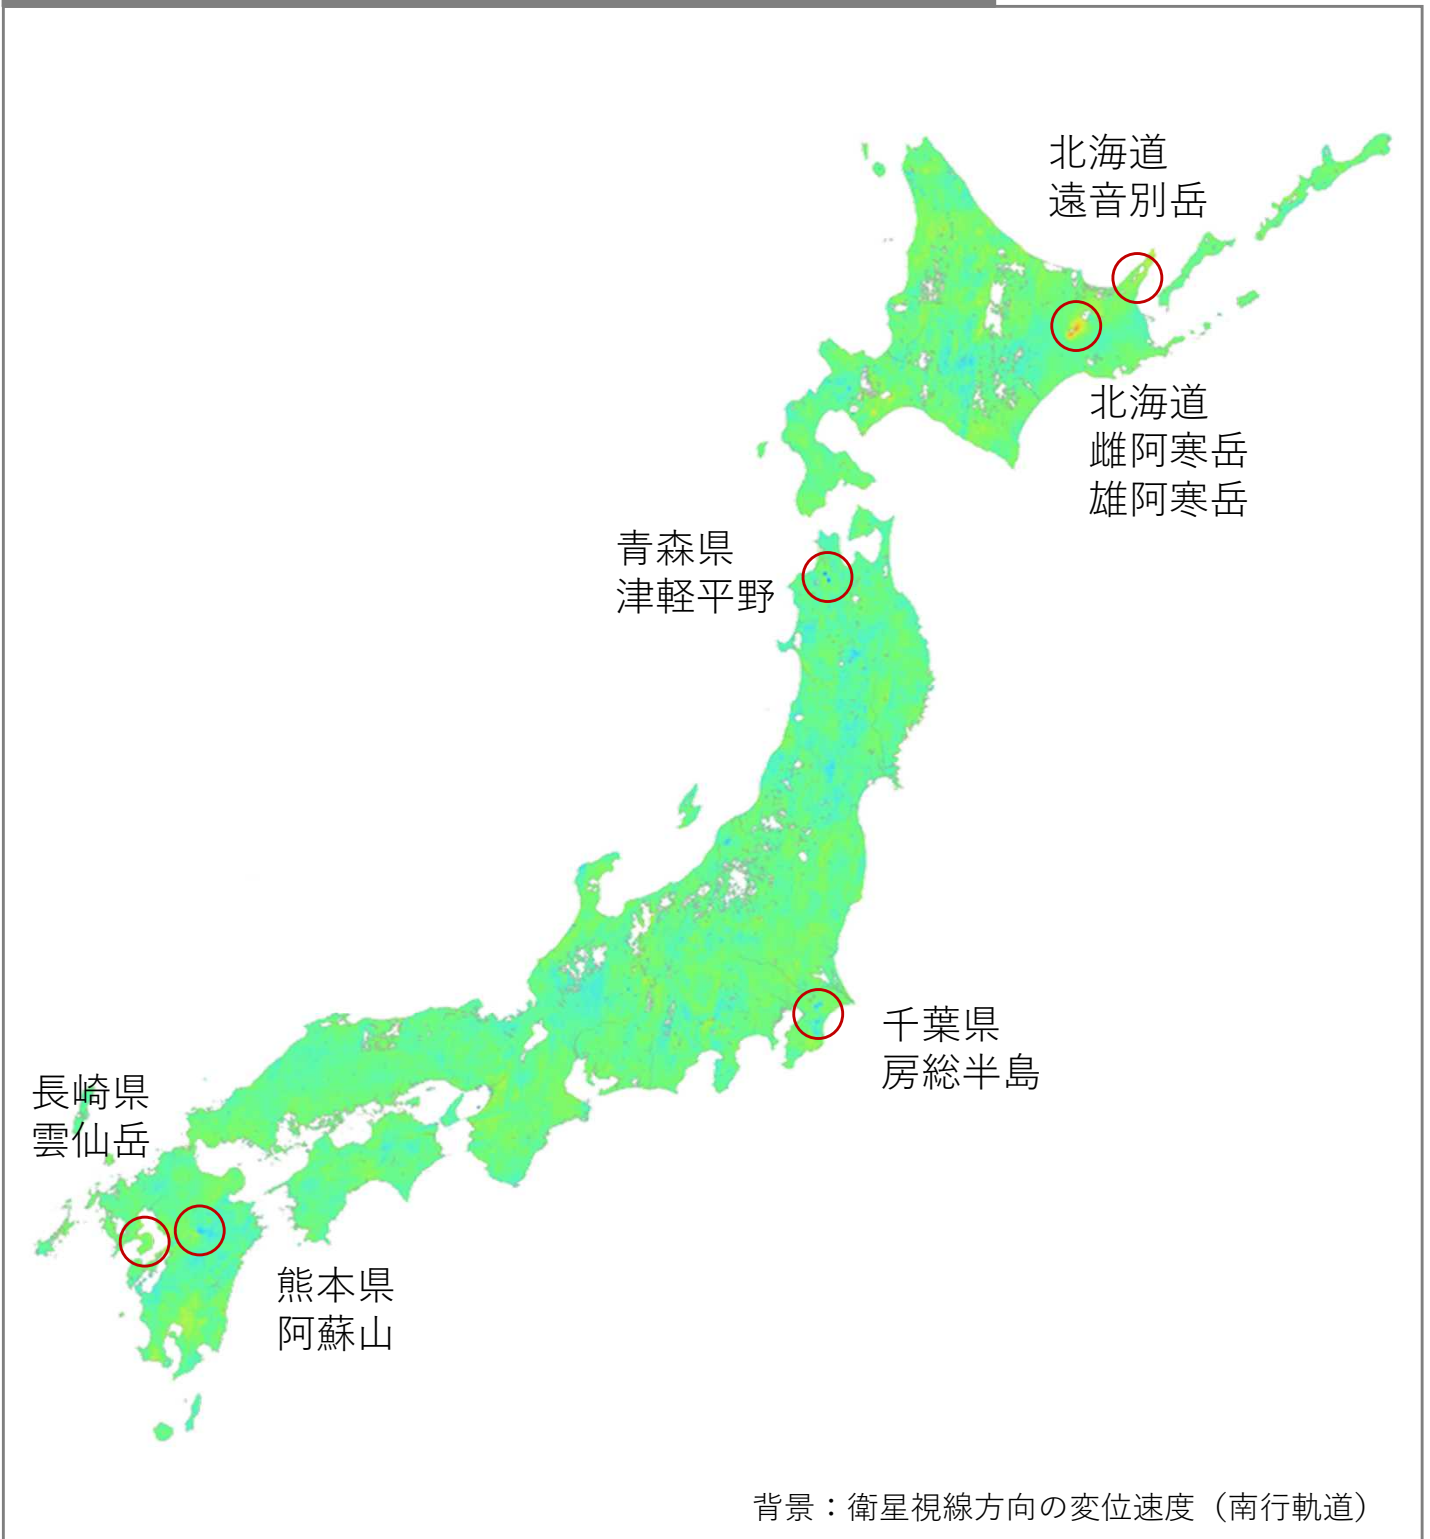 北海道
遠音別岳
北海道
雌阿寒岳
雄阿寒岳
青森県
津軽平野
千葉県
房総半島
長崎県
雲仙岳
熊本県
阿蘇山
背景：衛星視線方向の変位速度（南行軌道）